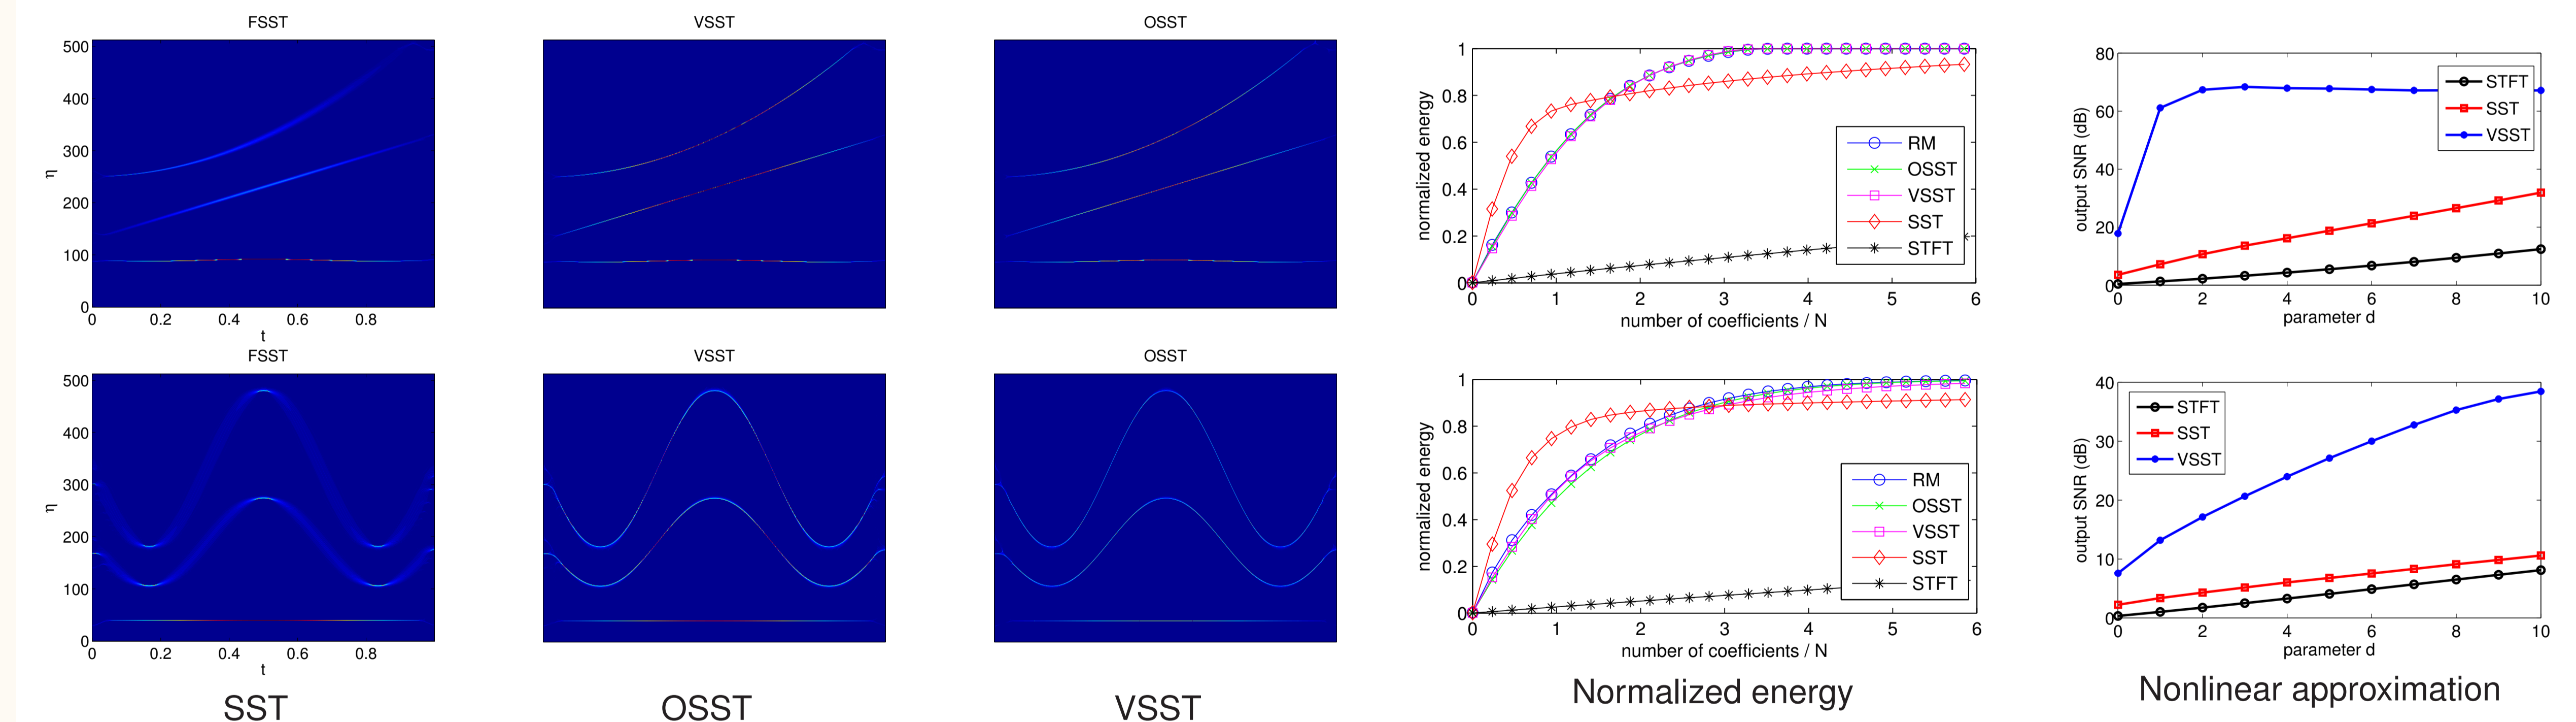 FSST
VSST
OSST
500
400
300
200
100
0
η
0 0.2 0.4 0.6 0.8
t
1
0.8
0.6
0.4
0.2
0
normalized energy
RM
OSST
VSST
SST
STFT
0 1 2 3 4 5 6
number of coefficients / N
80
60
40
20
0
output SNR (dB)
STFT
SST
VSST
0 2 4 6 8 10
parameter d
FSST
VSST
OSST
500
400
300
200
100
0
η
0 0.2 0.4 0.6 0.8
t
1
0.8
0.6
0.4
0.2
0
normalized energy
RM
OSST
VSST
SST
STFT
0 1 2 3 4 5 6
number of coefficients / N
40
30
20
10
0
output SNR (dB)
STFT
SST
VSST
0 2 4 6 8 10
parameter d
SST
OSST
VSST
Normalized energy
Nonlinear approximation